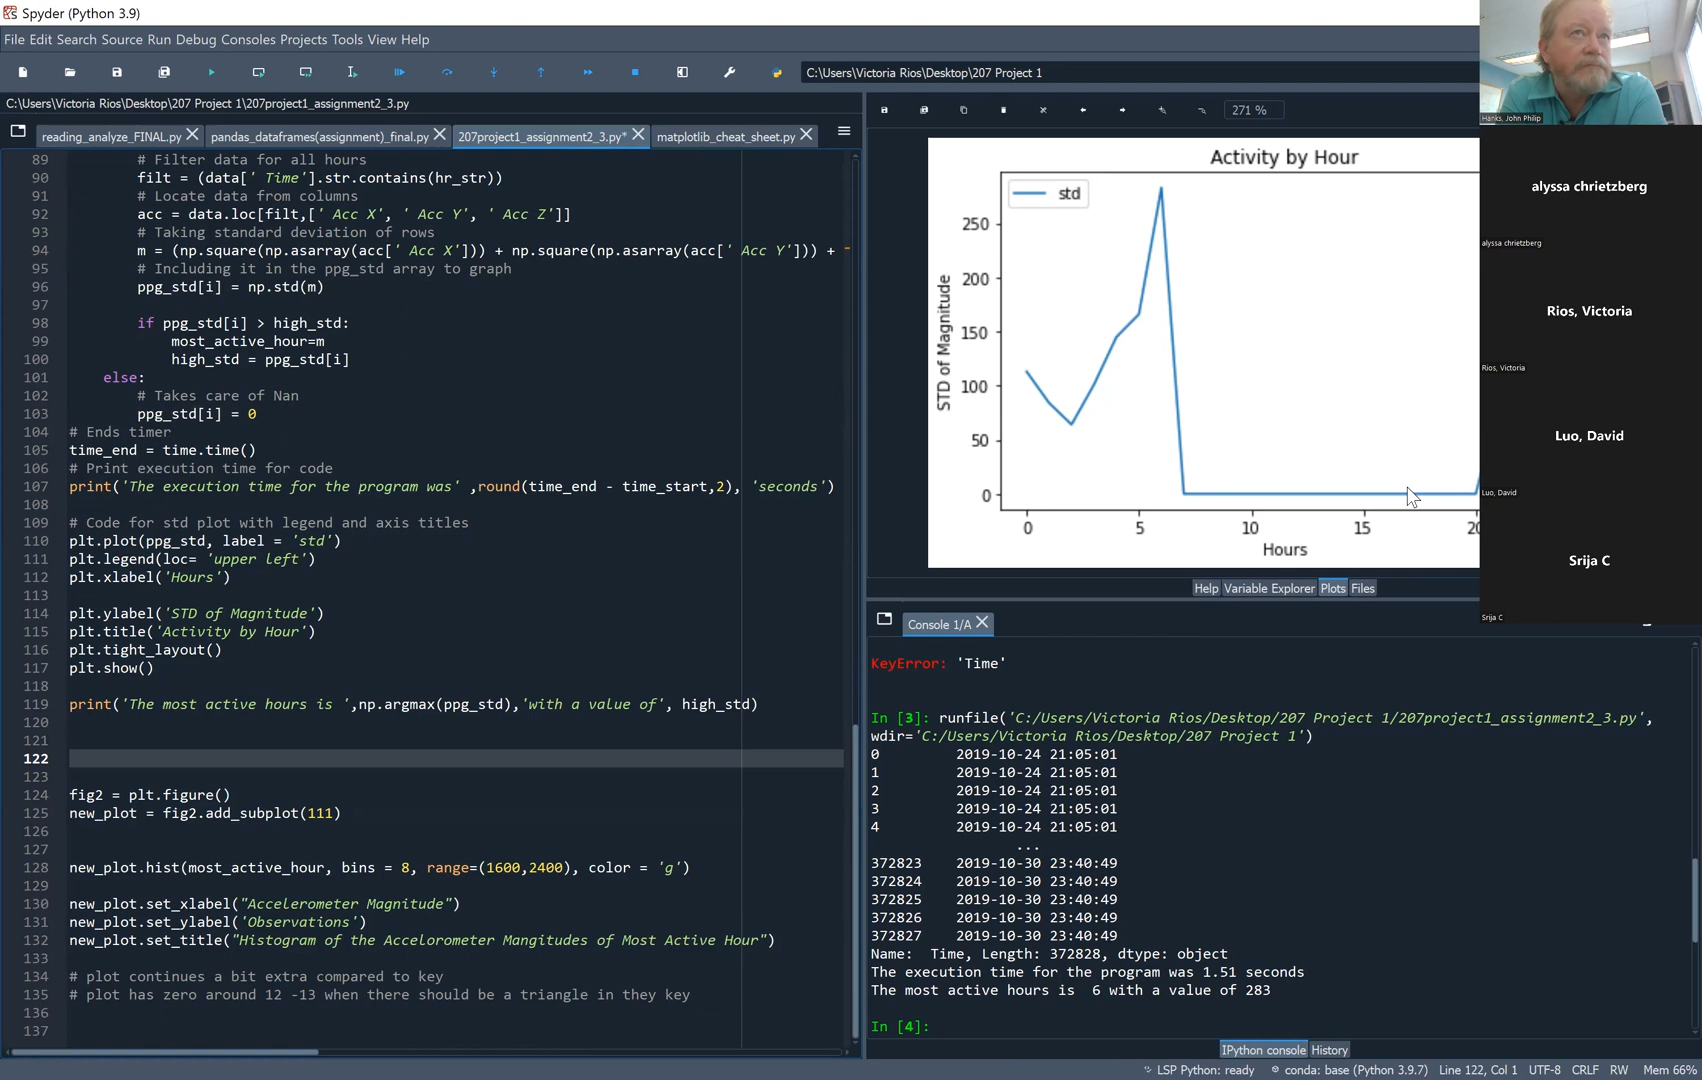 Spyder (Python 3.9)
File Edit Search Source Run Debug Consoles Projects Tools View Help
C:\Users\Victoria Rios\Desktop\207 Project 1
C:\Users\Victoria Rios\Desktop\207 Project 1\207project1_assignment2_3.py
reading_analyze_FINAL.py pandas_dataframes(assignment)_final.py 207project1_assignment2_3.py* matplotlib_cheat_sheet.py
89 # Filter data for all hours
90 filt = (data[' Time'].str.contains(hr_str))
91 # Locate data from columns
92 acc = data.loc[filt,[' Acc X', ' Acc Y', ' Acc Z']]
93 # Taking standard deviation of rows
94 m = (np.square(np.asarray(acc[' Acc X'])) + np.square(np.asarray(acc[' Acc Y'])) +
95 # Including it in the ppg_std array to graph
96 ppg_std[i] = np.std(m)
97
98 if ppg_std[i] > high_std:
99 most_active_hour=m
100 high_std = ppg_std[i]
101 else:
102 # Takes care of Nan
103 ppg_std[i] = 0
104 # Ends timer
105 time_end = time.time()
106 # Print execution time for code
107 print('The execution time for the program was' ,round(time_end - time_start,2), 'seconds')
108
109 # Code for std plot with legend and axis titles
110 plt.plot(ppg_std, label = 'std')
111 plt.legend(loc= 'upper left')
112 plt.xlabel('Hours')
113
114 plt.ylabel('STD of Magnitude')
115 plt.title('Activity by Hour')
116 plt.tight_layout()
117 plt.show()
118
119 print('The most active hours is ',np.argmax(ppg_std),'with a value of', high_std)
120
121
122
123
124 fig2 = plt.figure()
125 new_plot = fig2.add_subplot(111)
126
127
128 new_plot.hist(most_active_hour, bins = 8, range=(1600,2400), color = 'g')
129
130 new_plot.set_xlabel("Accelerometer Magnitude")
131 new_plot.set_ylabel('Observations')
132 new_plot.set_title("Histogram of the Accelorometer Mangitudes of Most Active Hour")
133
134 # plot continues a bit extra compared to key
135 # plot has zero around 12 -13 when there should be a triangle in they key
136
137
271 %
Activity by Hour
std
STD of Magnitude
250
200
150
100
50
0
0 5 10 15 20
Hours
Help Variable Explorer Plots Files
Console 1/A
KeyError: 'Time'
In [3]: runfile('C:/Users/Victoria Rios/Desktop/207 Project 1/207project1_assignment2_3.py',
wdir='C:/Users/Victoria Rios/Desktop/207 Project 1')
0 2019-10-24 21:05:01
1 2019-10-24 21:05:01
2 2019-10-24 21:05:01
3 2019-10-24 21:05:01
4 2019-10-24 21:05:01
...
372823 2019-10-30 23:40:49
372824 2019-10-30 23:40:49
372825 2019-10-30 23:40:49
372826 2019-10-30 23:40:49
372827 2019-10-30 23:40:49
Name: Time, Length: 372828, dtype: object
The execution time for the program was 1.51 seconds
The most active hours is 6 with a value of 283
In [4]:
IPython console History
LSP Python: ready conda: base (Python 3.9.7) Line 122, Col 1 UTF-8 CRLF RW Mem 66%
Hanks, John Philip
alyssa chrietzberg
alyssa chrietzberg
Rios, Victoria
Rios, Victoria
Luo, David
Luo, David
Srija C
Srija C